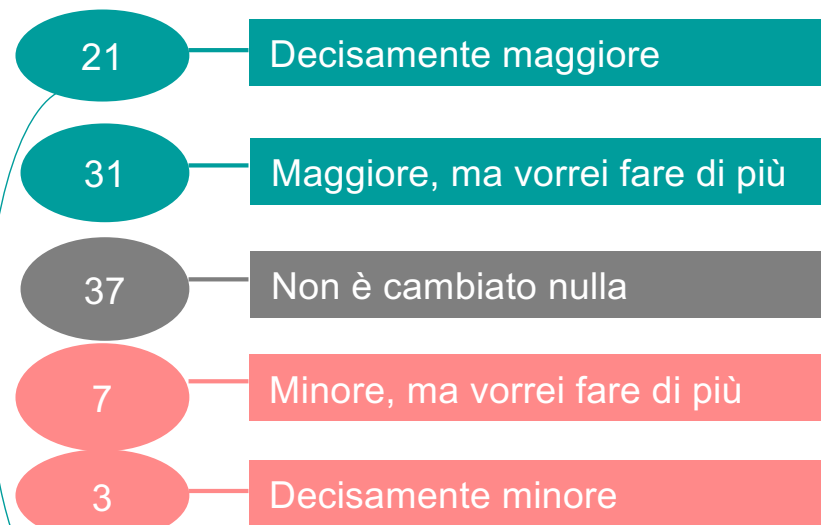 21 Decisamente maggiore
31 Maggiore, ma vorrei fare di più
37 Non è cambiato nulla
7 Minore, ma vorrei fare di più
3 Decisamente minore